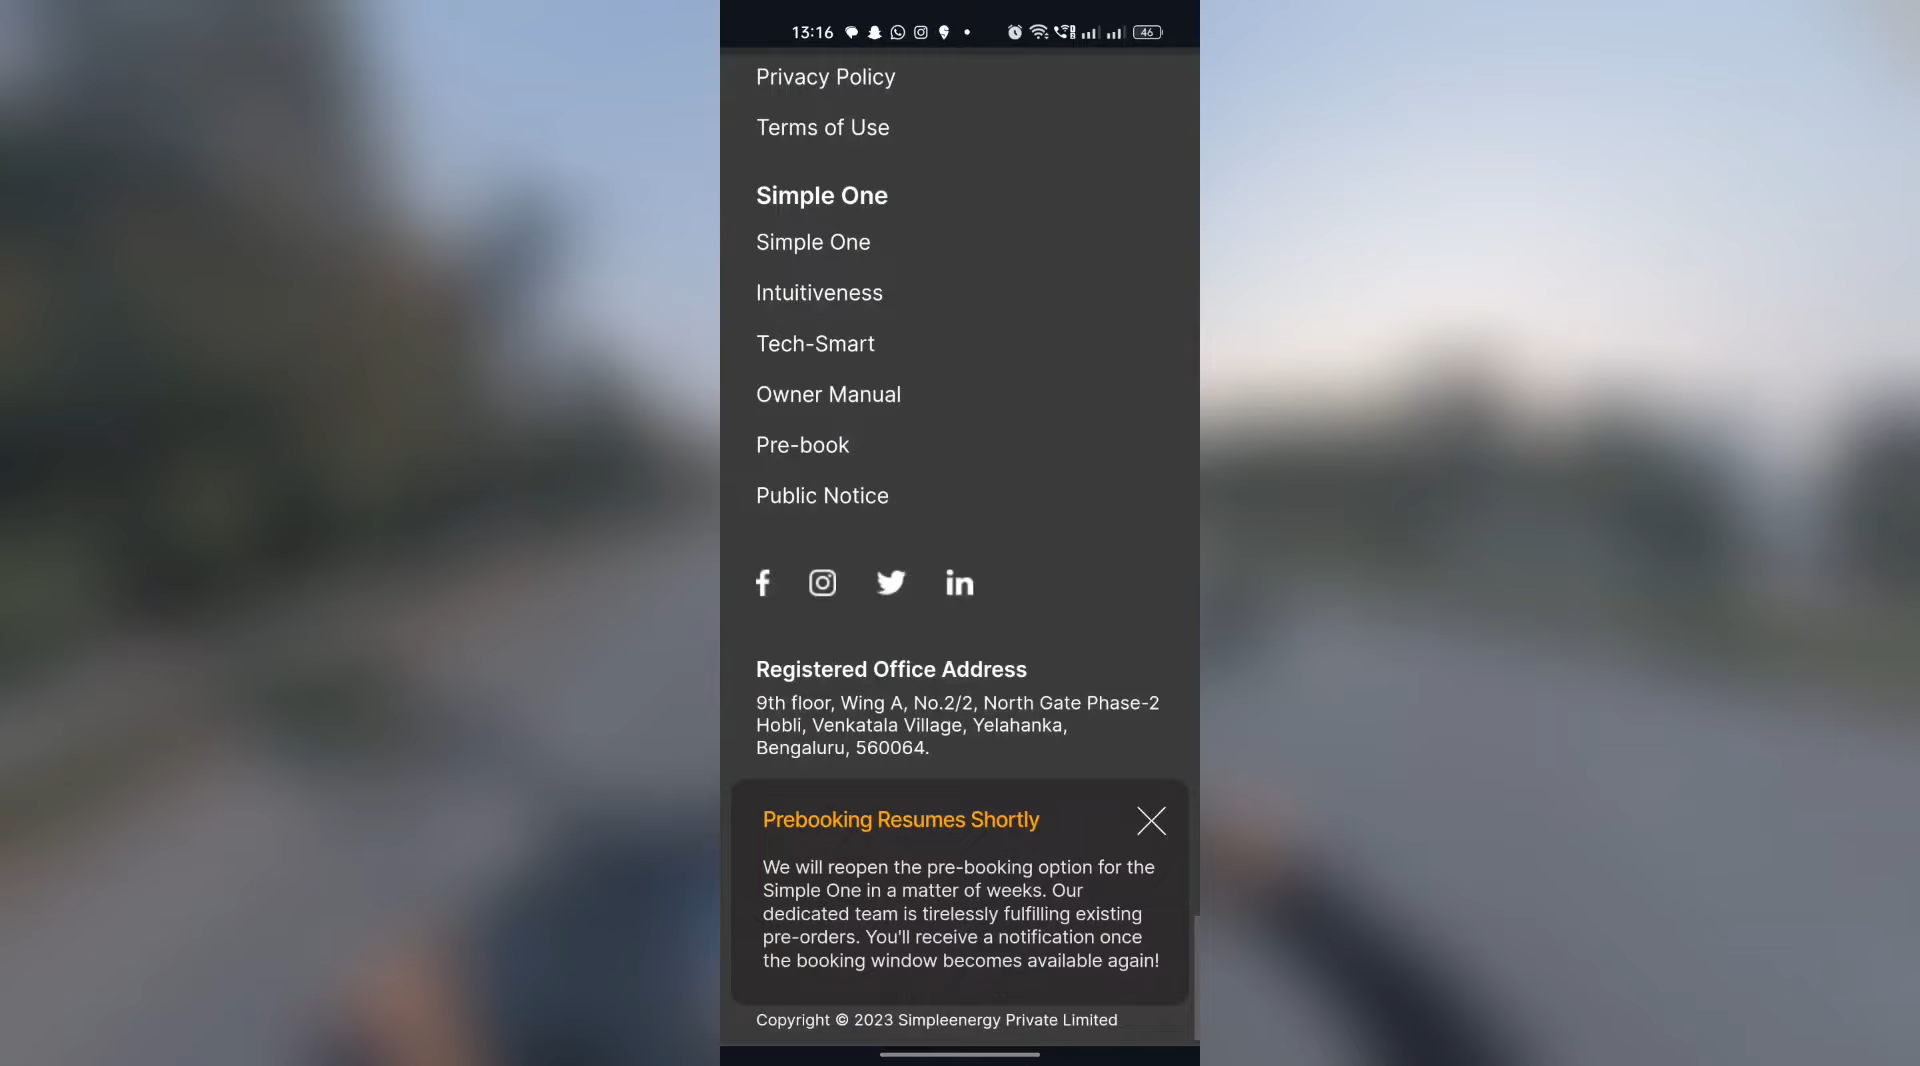 13:16
46
Privacy Policy
Terms of Use
Simple One
Simple One
Intuitiveness
Tech-Smart
Owner Manual
Pre-book
Public Notice
Registered Office Address
9th floor, Wing A, No.2/2, North Gate Phase-2
Hobli, Venkatala Village, Yelahanka,
Bengaluru, 560064.
Prebooking Resumes Shortly
We will reopen the pre-booking option for the
Simple One in a matter of weeks. Our
dedicated team is tirelessly fulfilling existing
pre-orders. You'll receive a notification once
the booking window becomes available again!
Copyright © 2023 Simpleenergy Private Limited